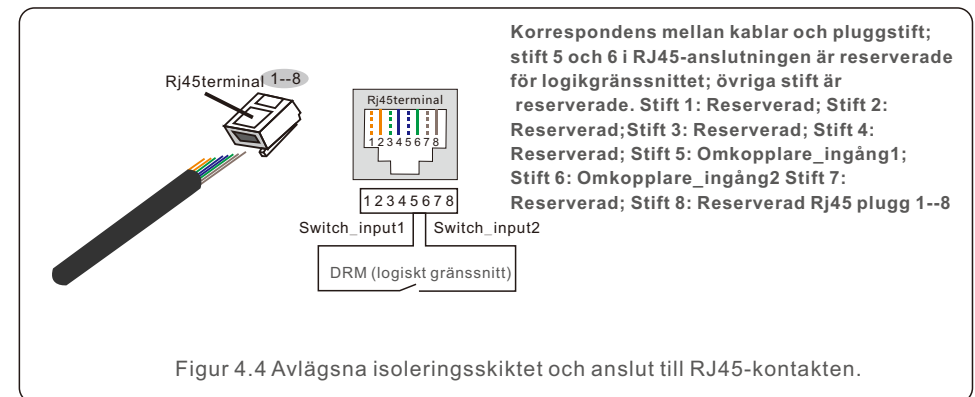 Korrespondens mellan kablar och pluggstift;
stift 5 och 6 i RJ45-anslutningen är reserverade
för logikgränssnittet; övriga stift är
reserverade. Stift 1: Reserverad; Stift 2:
Reserverad;Stift 3: Reserverad; Stift 4:
Reserverad; Stift 5: Omkopplare_ingång1;
Stift 6: Omkopplare_ingång2 Stift 7:
Reserverad; Stift 8: Reserverad Rj45 plugg 1--8
Rj45terminal 1--8
Rj45terminal
12345678
12345678
Switch_input1 Switch_input2
DRM (logiskt gränssnitt)
Figur 4.4 Avlägsna isoleringsskiktet och anslut till RJ45-kontakten.